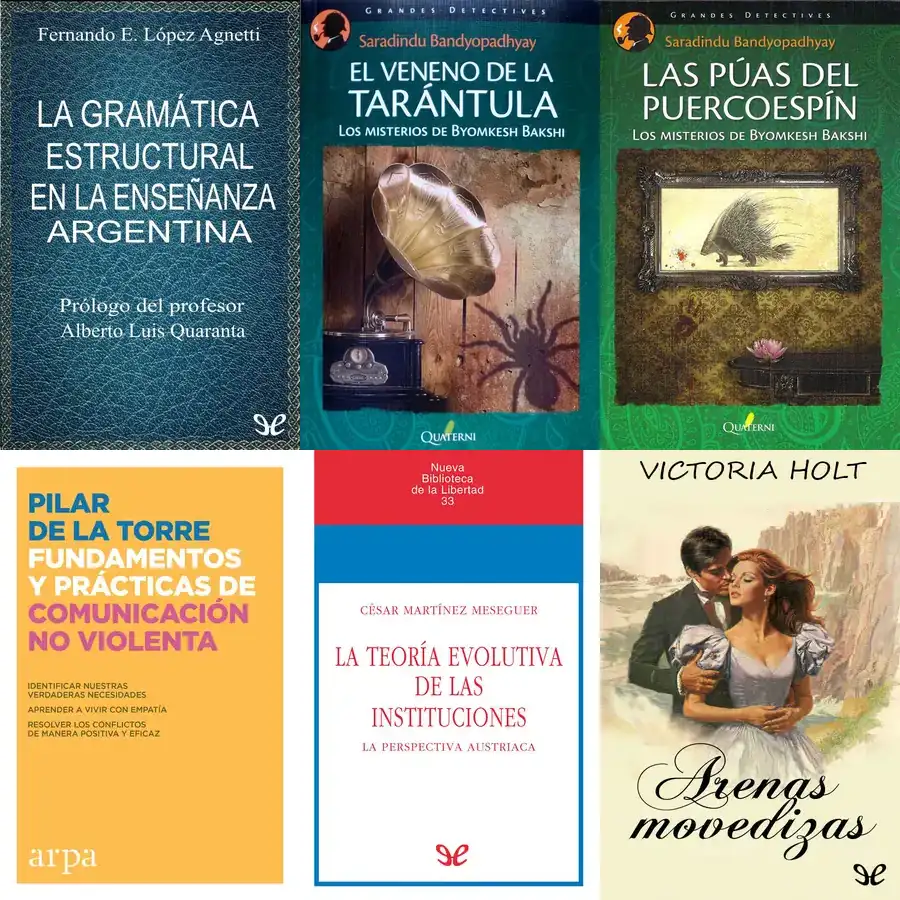 Fernando E. López Agnetti
LA GRAMÁTICA
ESTRUCTURAL
EN LA ENSEÑANZA
ARGENTINA
Prólogo del profesor
Alberto Luis Quaranta
GRANDES DETECTIVES
Saradindu Bandyopadhyay
EL VENENO DE LA
TARÁNTULA
LOS MISTERIOS DE BYOMKESH BAKSHI
QUATERNI
GRANDES DETECTIVES
Saradindu Bandyopadhyay
LAS PÚAS DEL
PUERCOESPÍN
LOS MISTERIOS DE BYOMKESH BAKSHI
QUATERNI
PILAR
DE LA TORRE
FUNDAMENTOS
Y PRÁCTICAS DE
COMUNICACIÓN
NO VIOLENTA
IDENTIFICAR NUESTRAS
VERDADERAS NECESIDADES
APRENDER A VIVIR CON EMPATÍA
RESOLVER LOS CONFLICTOS
DE MANERA POSITIVA Y EFICAZ
arpa
Nueva
Biblioteca
de la Libertad
33
CÉSAR MARTÍNEZ MESEGUER
LA TEORÍA EVOLUTIVA
DE LAS
INSTITUCIONES
LA PERSPECTIVA AUSTRIACA
VICTORIA HOLT
Arenas
movedizas